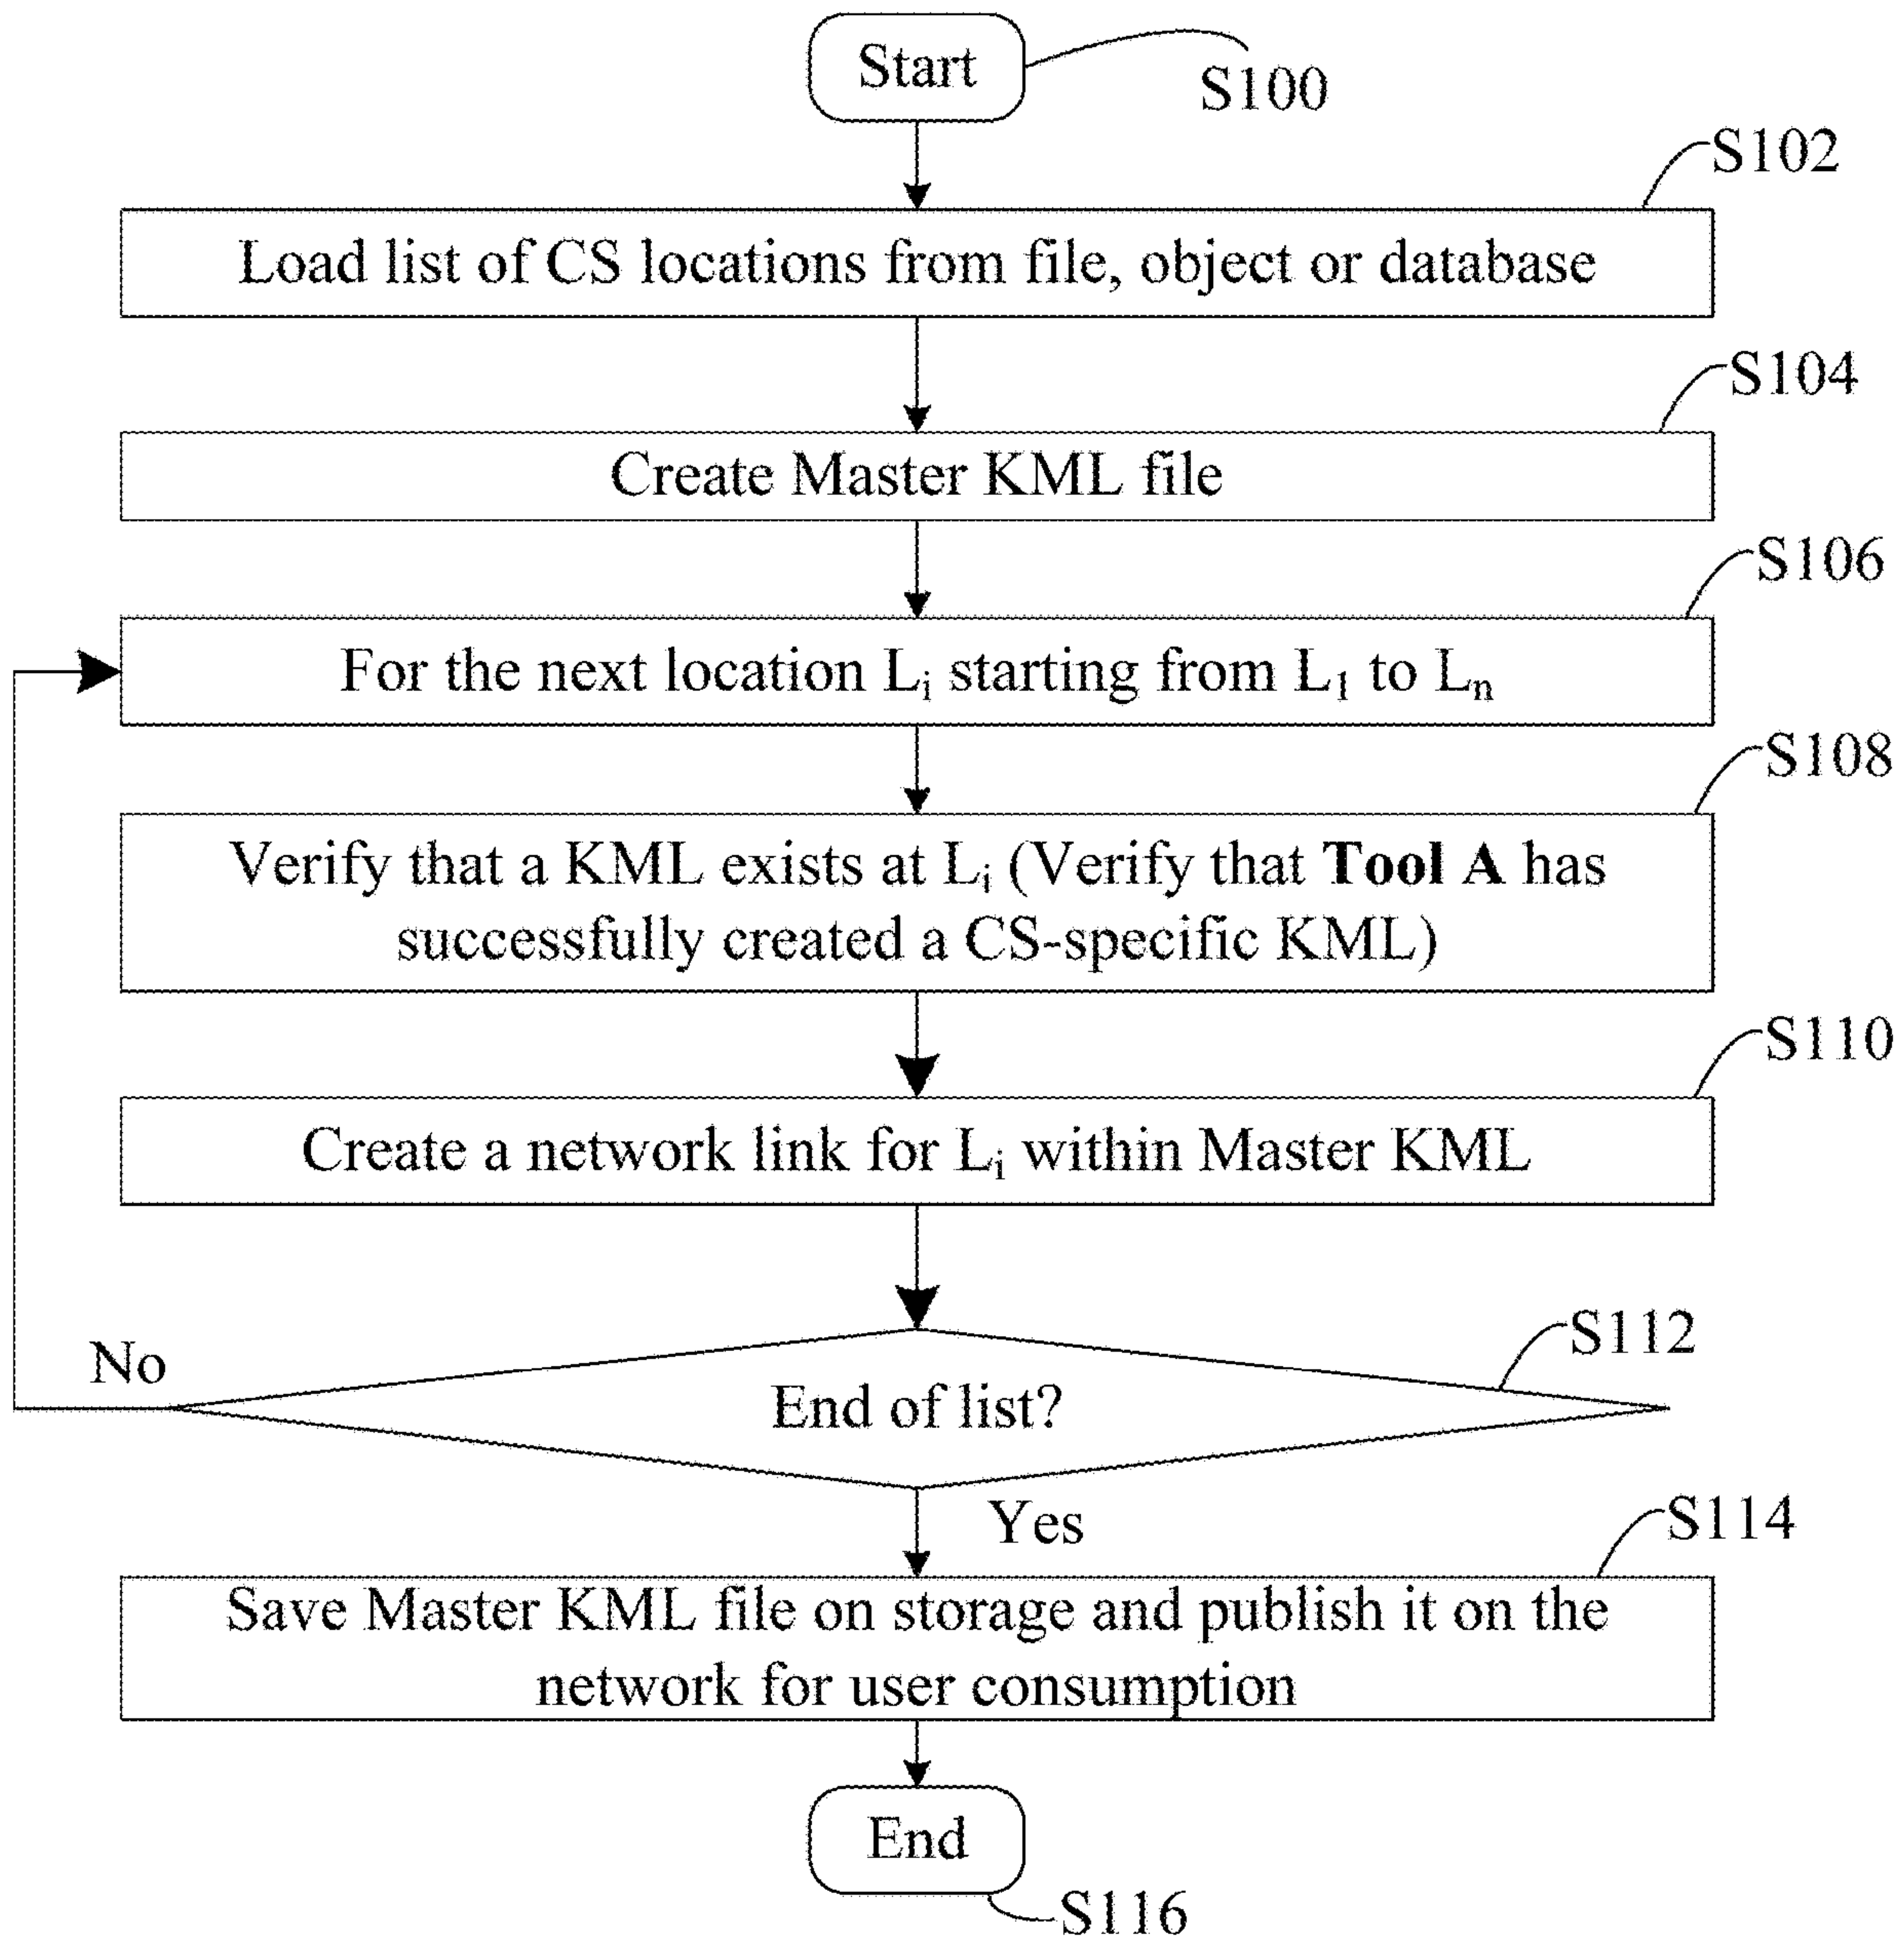 Start
S100
S102
Load list of CS locations from file, object or database
S104
Create Master KML file
S106
For the next location Li starting from L1 to Ln
S108
Verify that a KML exists at Li (Verify that Tool A has
successfully created a CS-specific KML)
S110
Create a network link for Li within Master KML
S112
No
End of list?
Yes
S114
Save Master KML file on storage and publish it on the
network for user consumption
End
S116